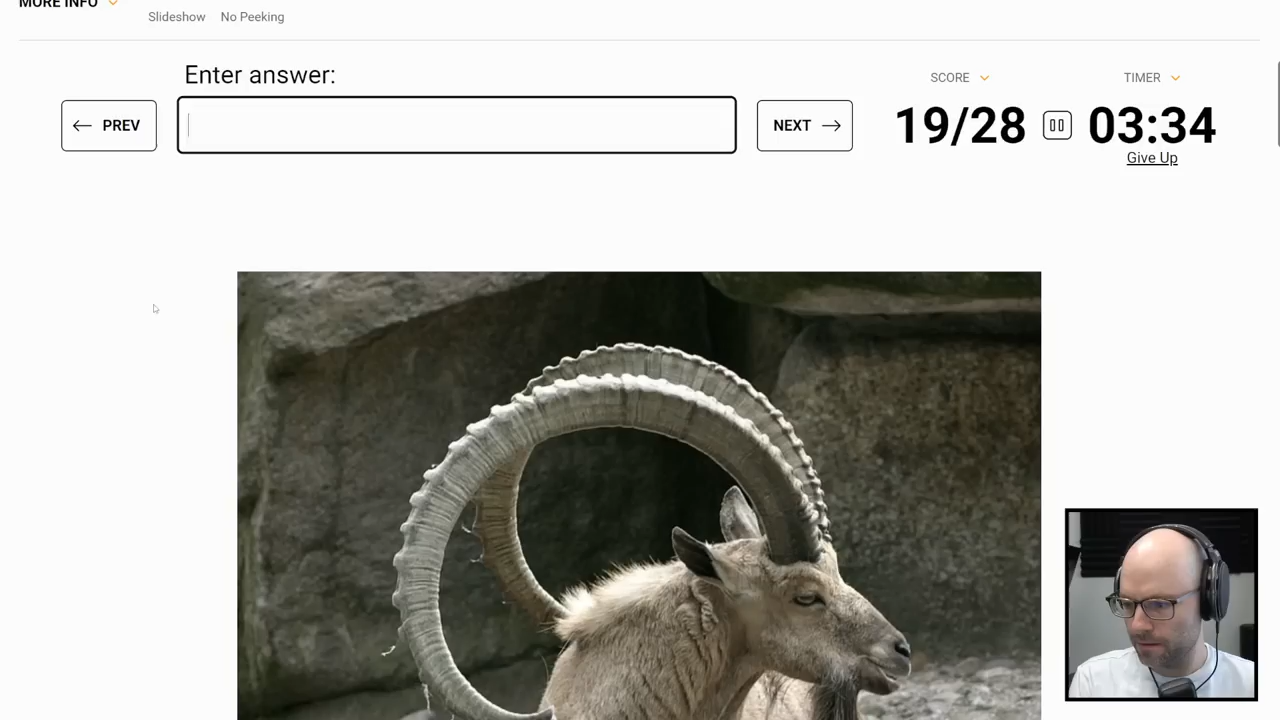 MORE INFO
Slideshow No Peeking
Enter answer:
SCORE
TIMER
PREV
NEXT
19/28
03:34
Give Up